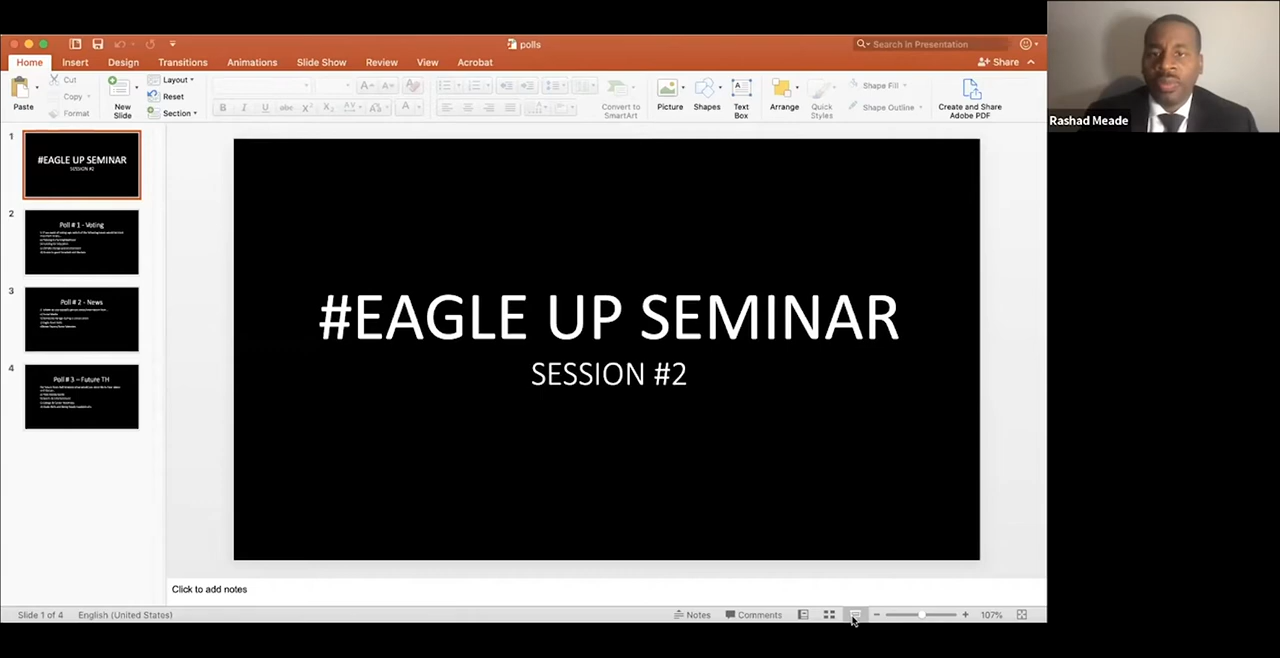 polls
Search in Presentation
Home Insert Design Transitions Animations Slide Show Review View Acrobat
Share
Paste
Cut
Copy
Format
New
Slide
Layout
Reset
Section
Convert to
SmartArt
Picture
Shapes
Text
Box
Arrange
Quick
Styles
Shape Fill
Shape Outline
Create and Share
Adobe PDF
Rashad Meade
1
#EAGLE UP SEMINAR
SESSION #2
2
Poll # 1 - Voting
3
Poll # 2 - News
4
Poll # 3 – Future TH
#EAGLE UP SEMINAR
SESSION #2
Click to add notes
Slide 1 of 4 English (United States) Notes Comments 107%